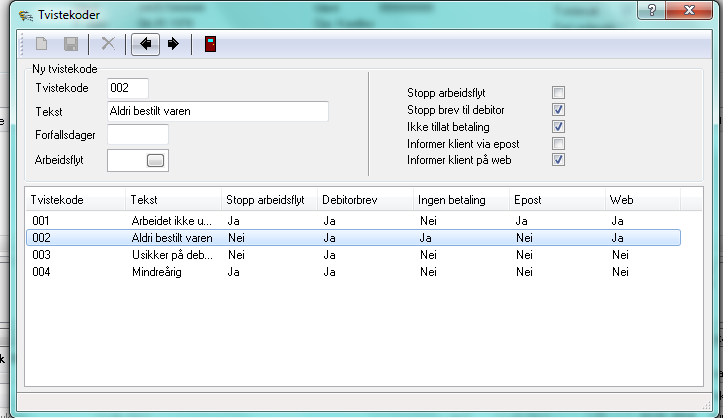 Tvistekoder
Ny tvistekode
Tvistekode 002
Tekst Aldri bestilt varen
Forfallsdager
Arbeidsflyt
Stopp arbeidsflyt
Stopp brev til debitor
Ikke tillat betaling
Informer klient via epost
Informer klient på web
Tvistekode Tekst Stopp arbeidsflyt Debitorbrev Ingen betaling Epost Web
001 Arbeidet ikke u... Ja Ja Nei Ja Ja
002 Aldri bestilt varen Nei Ja Ja Nei Ja
003 Usikker på deb... Nei Ja Nei Nei Nei
004 Mindreårig Ja Ja Nei Nei Nei